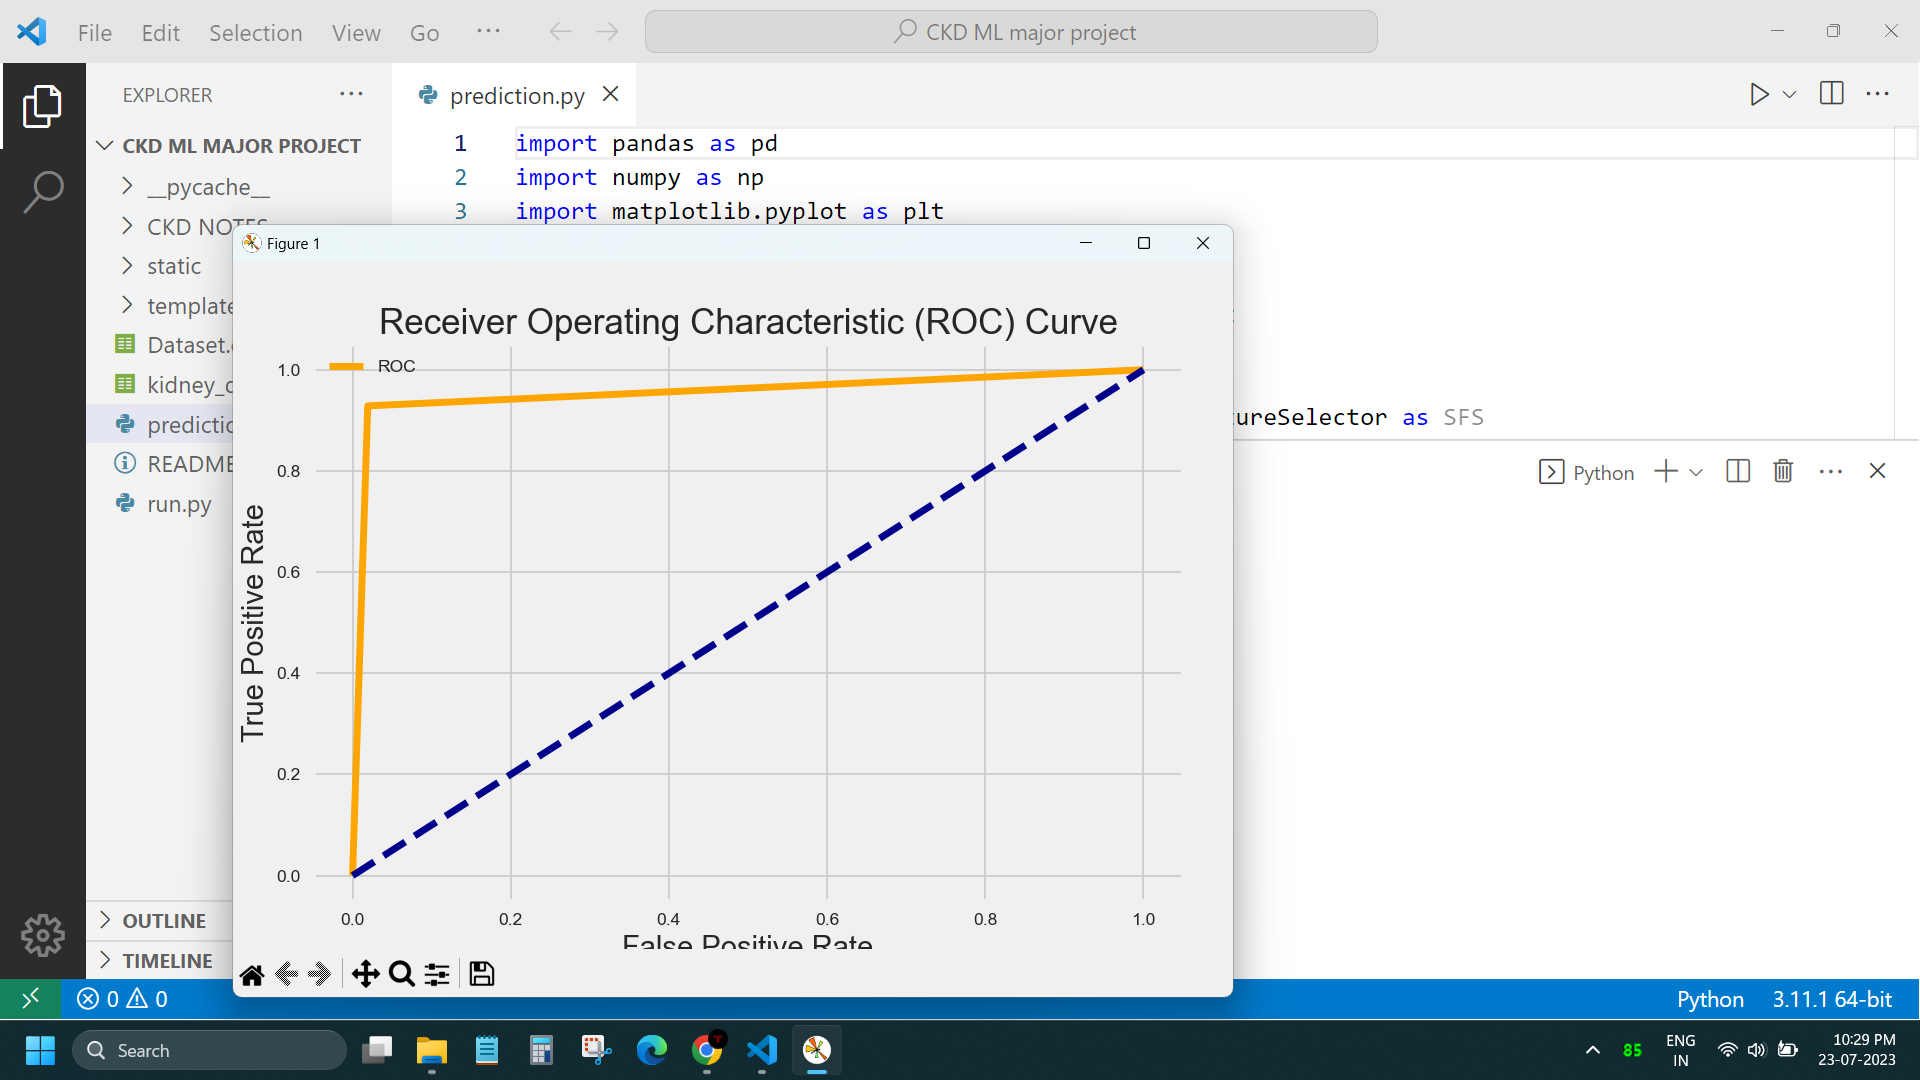 File Edit Selection View Go ··· CKD ML major project
EXPLORER ···
prediction.py
CKD ML MAJOR PROJECT
__pycache__
CKD NOTES
static
template
Dataset.
kidney_
README
run.py
OUTLINE
TIMELINE
1 import pandas as pd
2 import numpy as np
3 import matplotlib.pyplot as plt
ureSelector as SFS
Python
Figure 1
Receiver Operating Characteristic (ROC) Curve
ROC
True Positive Rate
1.0
0.8
0.6
0.4
0.2
0.0
0.0 0.2 0.4 0.6 0.8 1.0
False Positive Rate
0 0
Python 3.11.1 64-bit
Search
85
ENG
IN
10:29 PM
23-07-2023